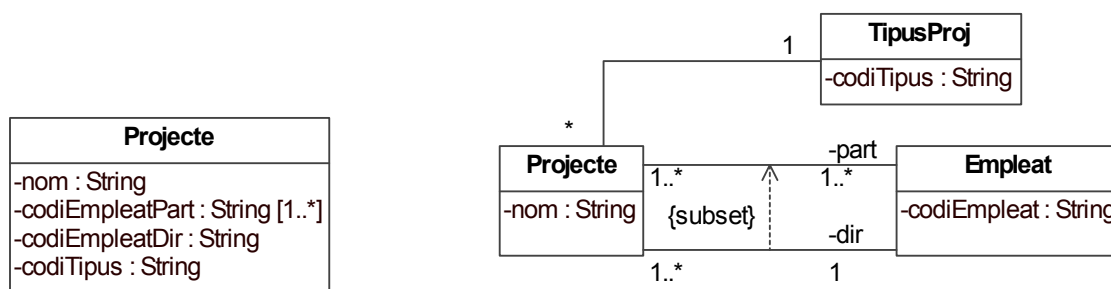 Projecte
-nom : String
-codiEmpleatPart : String [1..*]
-codiEmpleatDir : String
-codiTipus : String
TipusProj
-codiTipus : String
1
*
Projecte
-nom : String
-part
1..*
1..*
{subset}
-dir
1..*
1
Empleat
-codiEmpleat : String